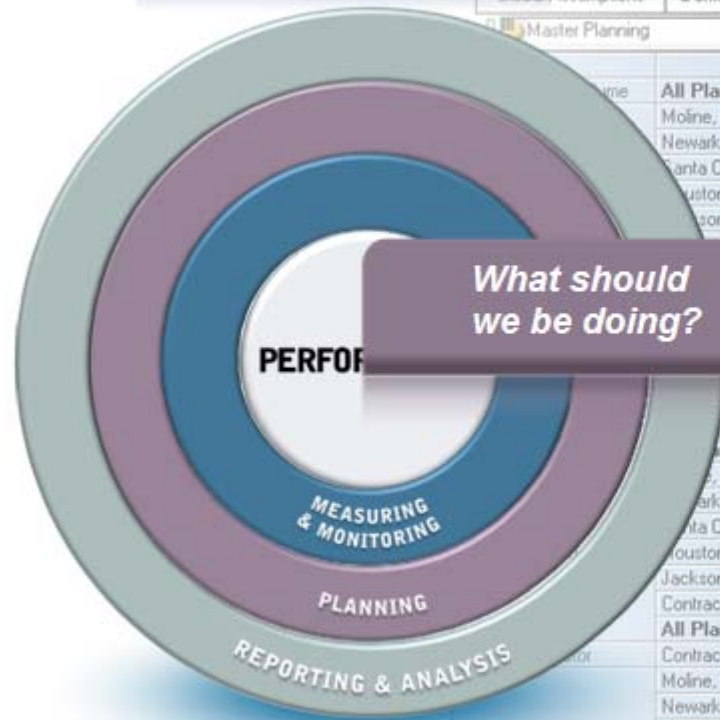 Master Planning
All Pla
Moline,
Newark
What should
we be doing?
PERFOR
MEASURING
& MONITORING
PLANNING
REPORTING & ANALYSIS
Jackson
Contrac
All Pla
Contrac
Moline,
Newark